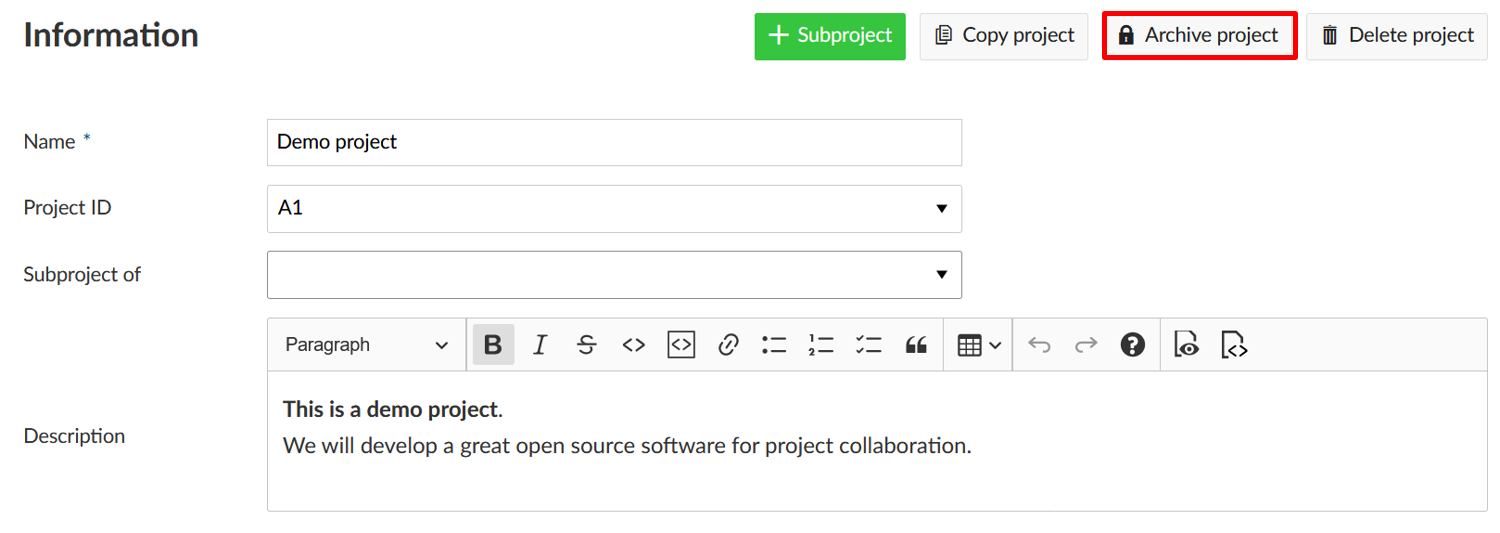 Information
Subproject
Copy project
Archive project
Delete project
Name *
Demo project
Project ID
A1
Subproject of
Paragraph
Description
This is a demo project.
We will develop a great open source software for project collaboration.